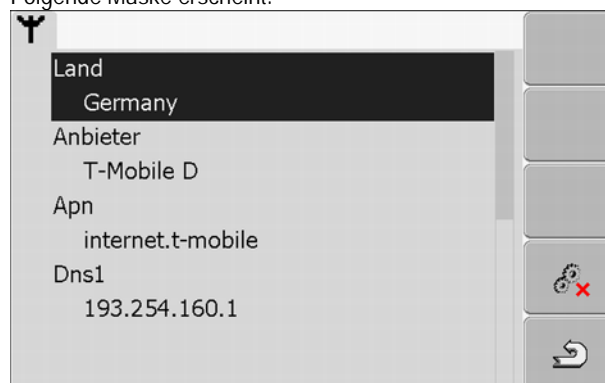 Folgende Maske erscheint:
Land
Germany
Anbieter
T-Mobile D
Apn
internet.t-mobile
Dns1
193.254.160.1